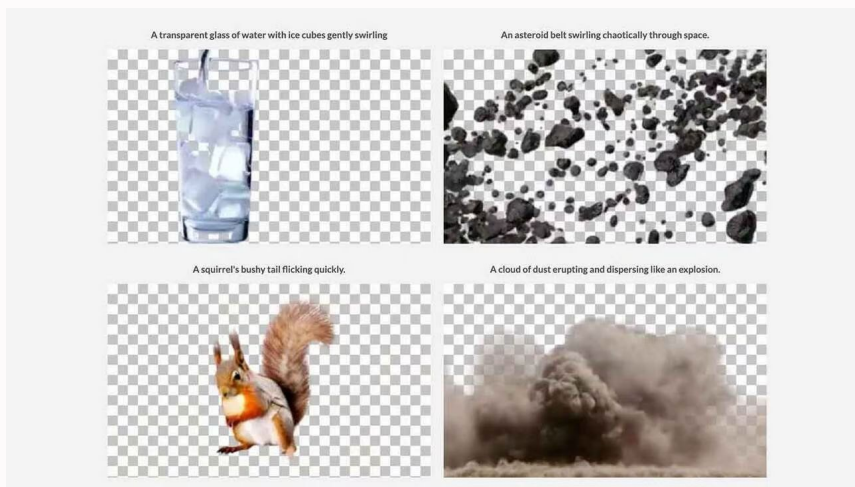 A transparent glass of water with ice cubes gently swirling
An asteroid belt swirling chaotically through space.
A squirrel's bushy tail flicking quickly.
A cloud of dust erupting and dispersing like an explosion.